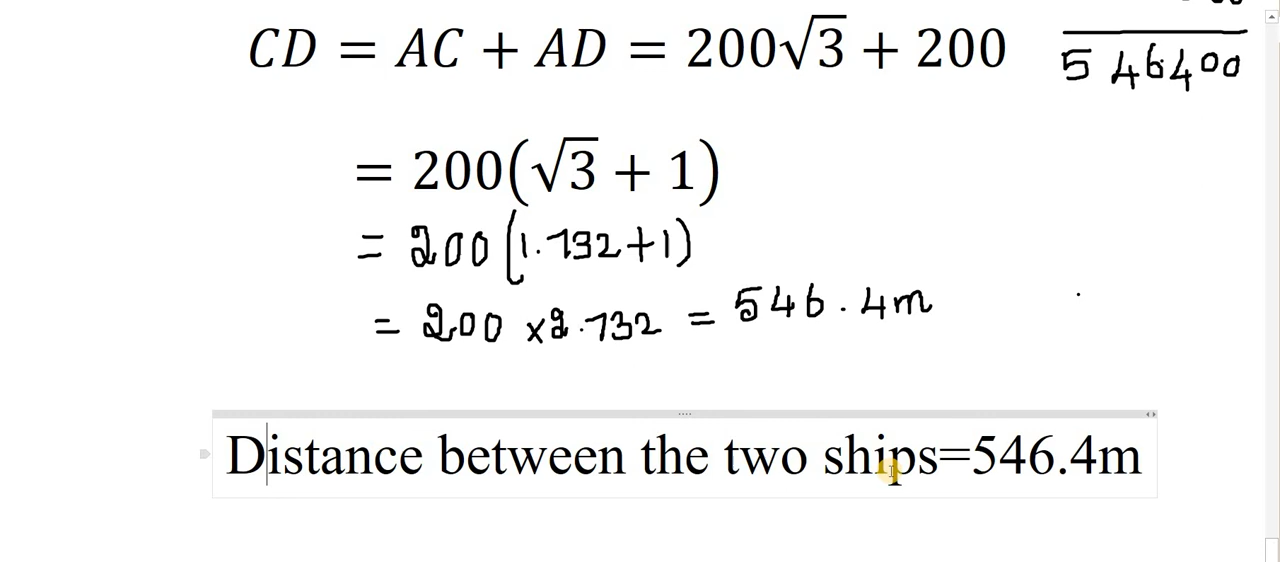 CD = AC + AD = 200√3 + 200
546400
= 200(√3 + 1)
= 200(1.732+1)
= 200 ×2.732 = 546.4m
Distance between the two ships=546.4m